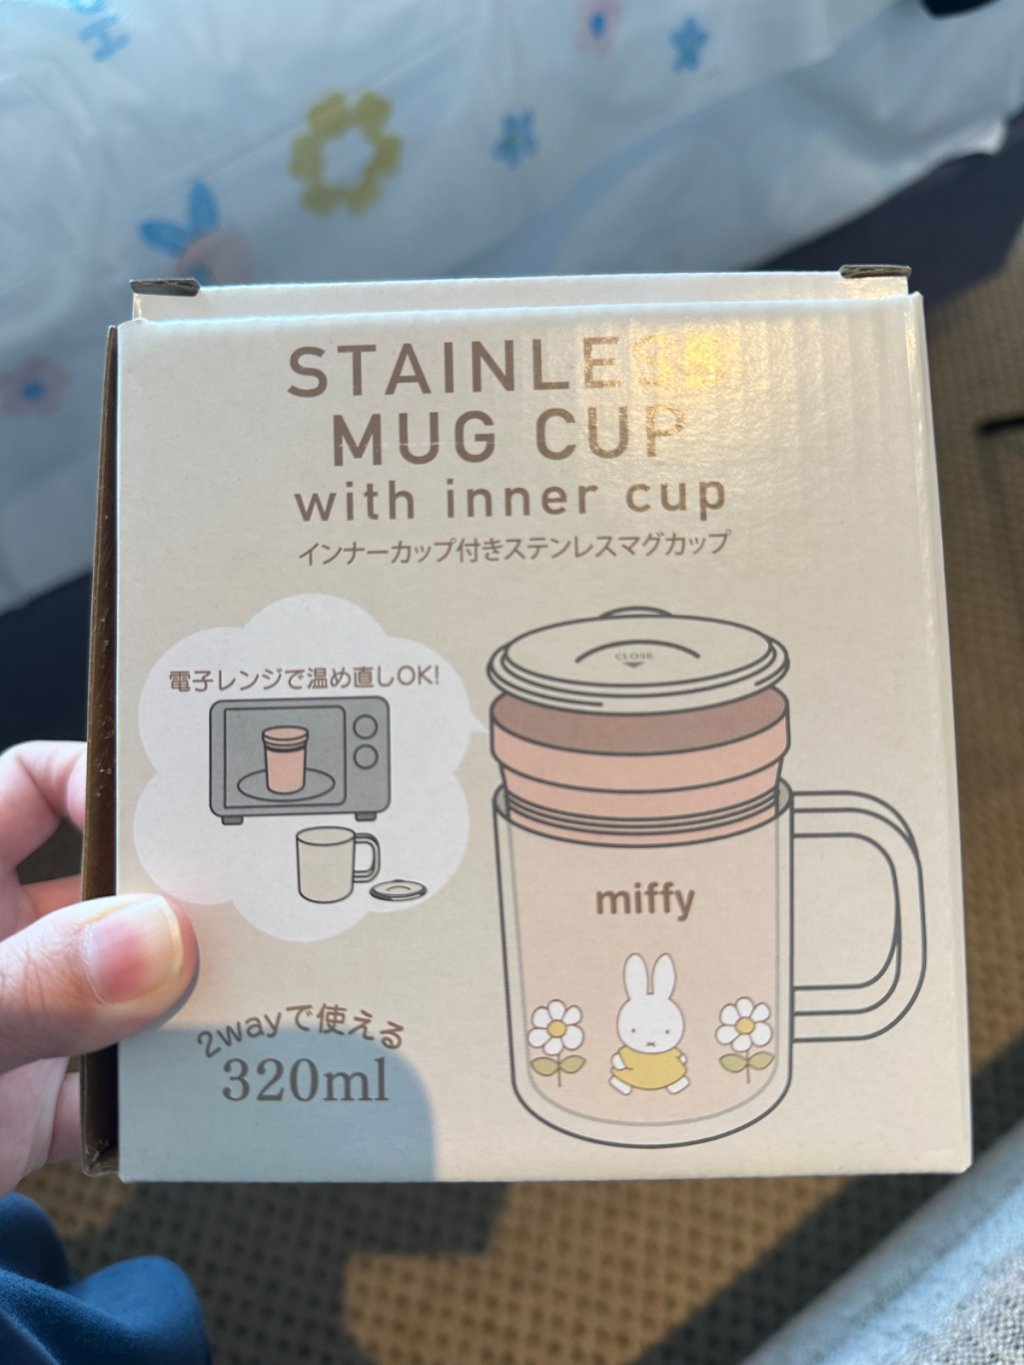 STAINLESS
MUG CUP
with inner cup
インナーカップ付きステンレスマグカップ
電子レンジで温め直しOK!
CLOSE
miffy
2wayで使える
320ml